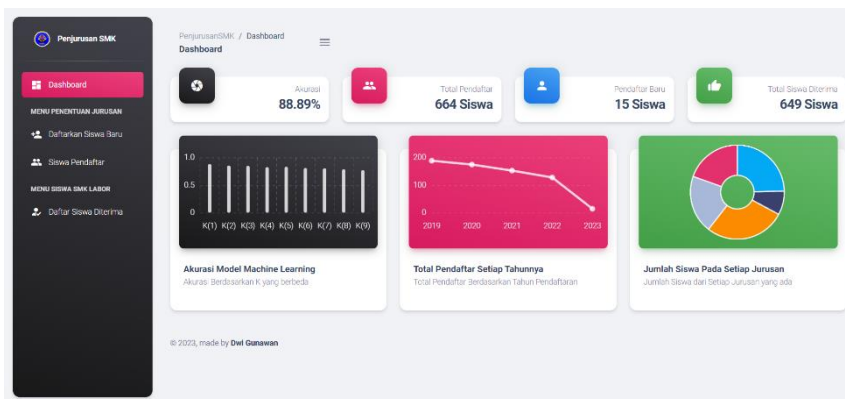 Penjurusan SMK
Dashboard
MENU PENENTUAN JURUSAN
Daftarkan Siswa Baru
Siswa Pendaftar
MENU SISWA SMK LABOR
Daftar Siswa Diterima
PenjurusanSMK / Dashboard
Dashboard
Akurasi
88.89%
Total Pendaftar
664 Siswa
Pendaftar Baru
15 Siswa
Total Siswa Diterima
649 Siswa
1.0
0.5
0
K(1) K(2) K(3) K(4) K(5) K(6) K(7) K(8) K(9)
Akurasi Model Machine Learning
Akurasi Berdasarkan K yang berbeda
200
100
0
2019 2020 2021 2022 2023
Total Pendaftar Setiap Tahunnya
Total Pendaftar Berdasarkan Tahun Pendaftaran
Jumlah Siswa Pada Setiap Jurusan
Jumlah Siswa dari Setiap Jurusan yang ada
© 2023, made by Dwi Gunawan